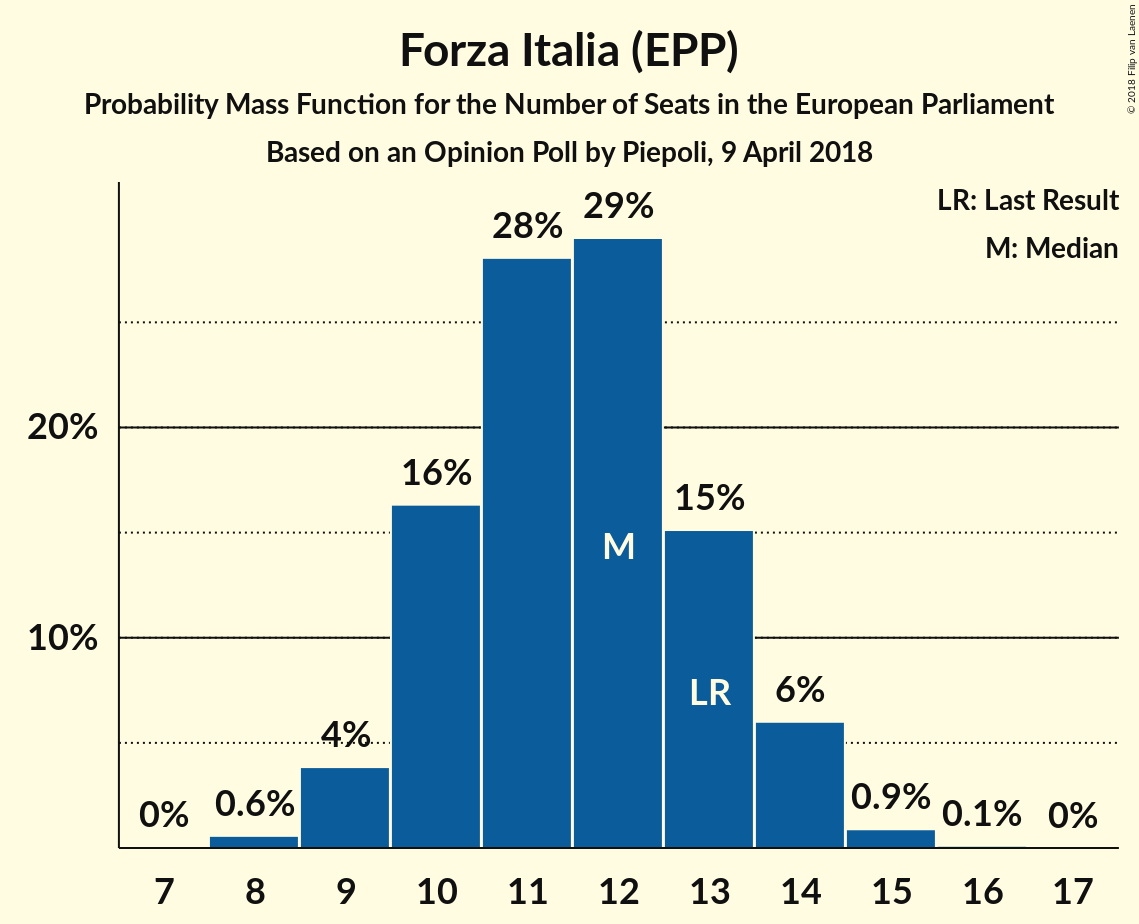 Forza Italia (EPP)
Probability Mass Function for the Number of Seats in the European Parliament
Based on an Opinion Poll by Piepoli, 9 April 2018
© 2018 Filip van Laenen
LR: Last Result
M: Median
20%
10%
0%
0.6%
4%
16%
28%
29%
15%
6%
0.9%
0.1%
0%
M
LR
7 8 9 10 11 12 13 14 15 16 17